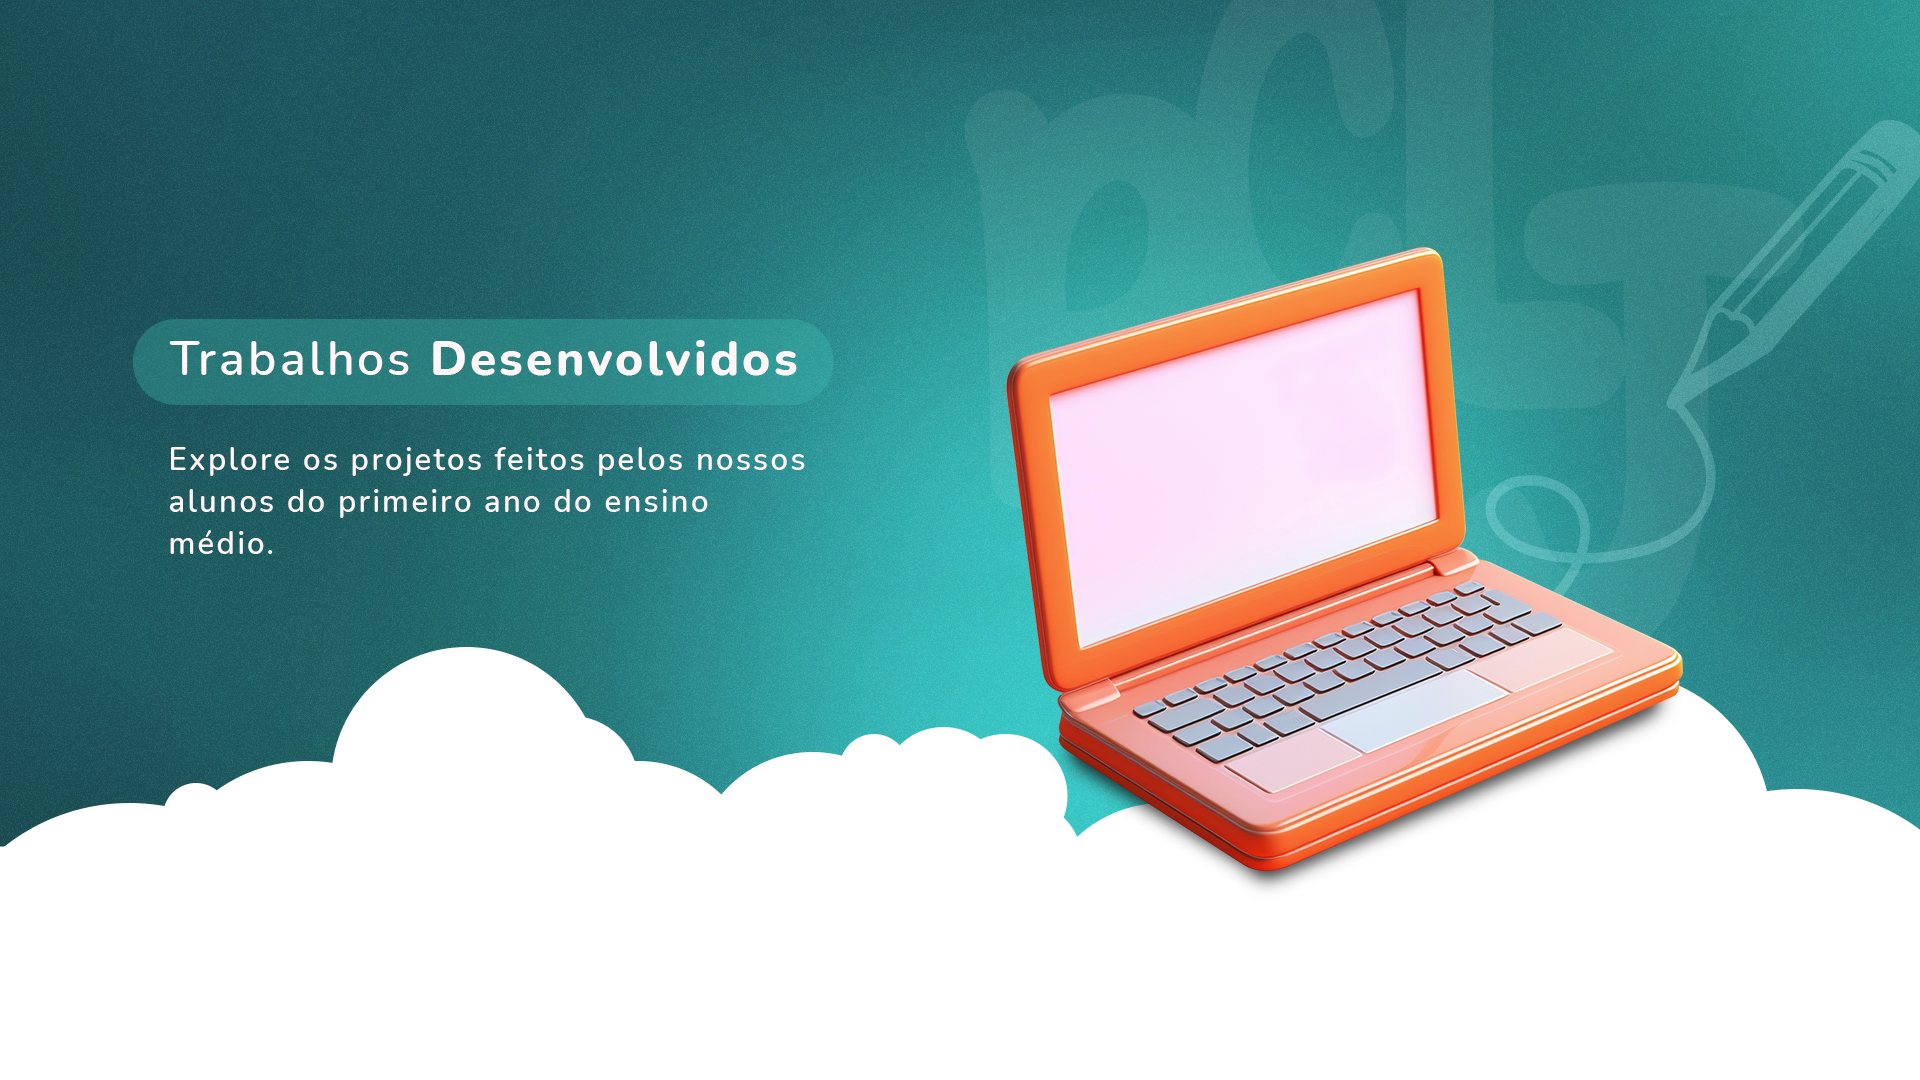 Trabalhos Desenvolvidos
Explore os projetos feitos pelos nossos
alunos do primeiro ano do ensino
médio.